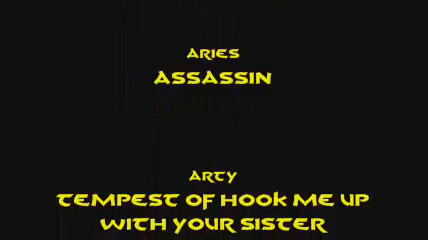 ARIES
ASSASSIN
ARTY
TEMPEST OF HOOK ME UP
WITH YOUR SISTER